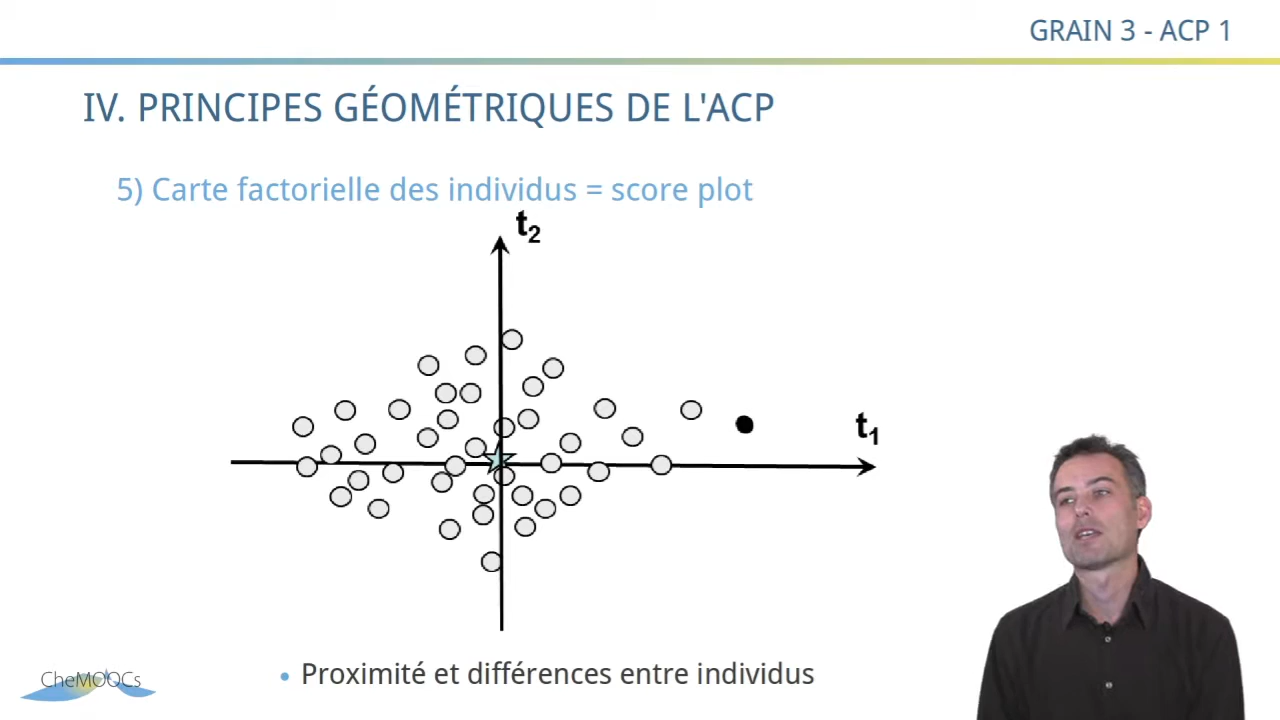 GRAIN 3 - ACP 1
IV. PRINCIPES GÉOMÉTRIQUES DE L'ACP
5) Carte factorielle des individus = score plot
t2
t1
CheMOOCs
• Proximité et différences entre individus